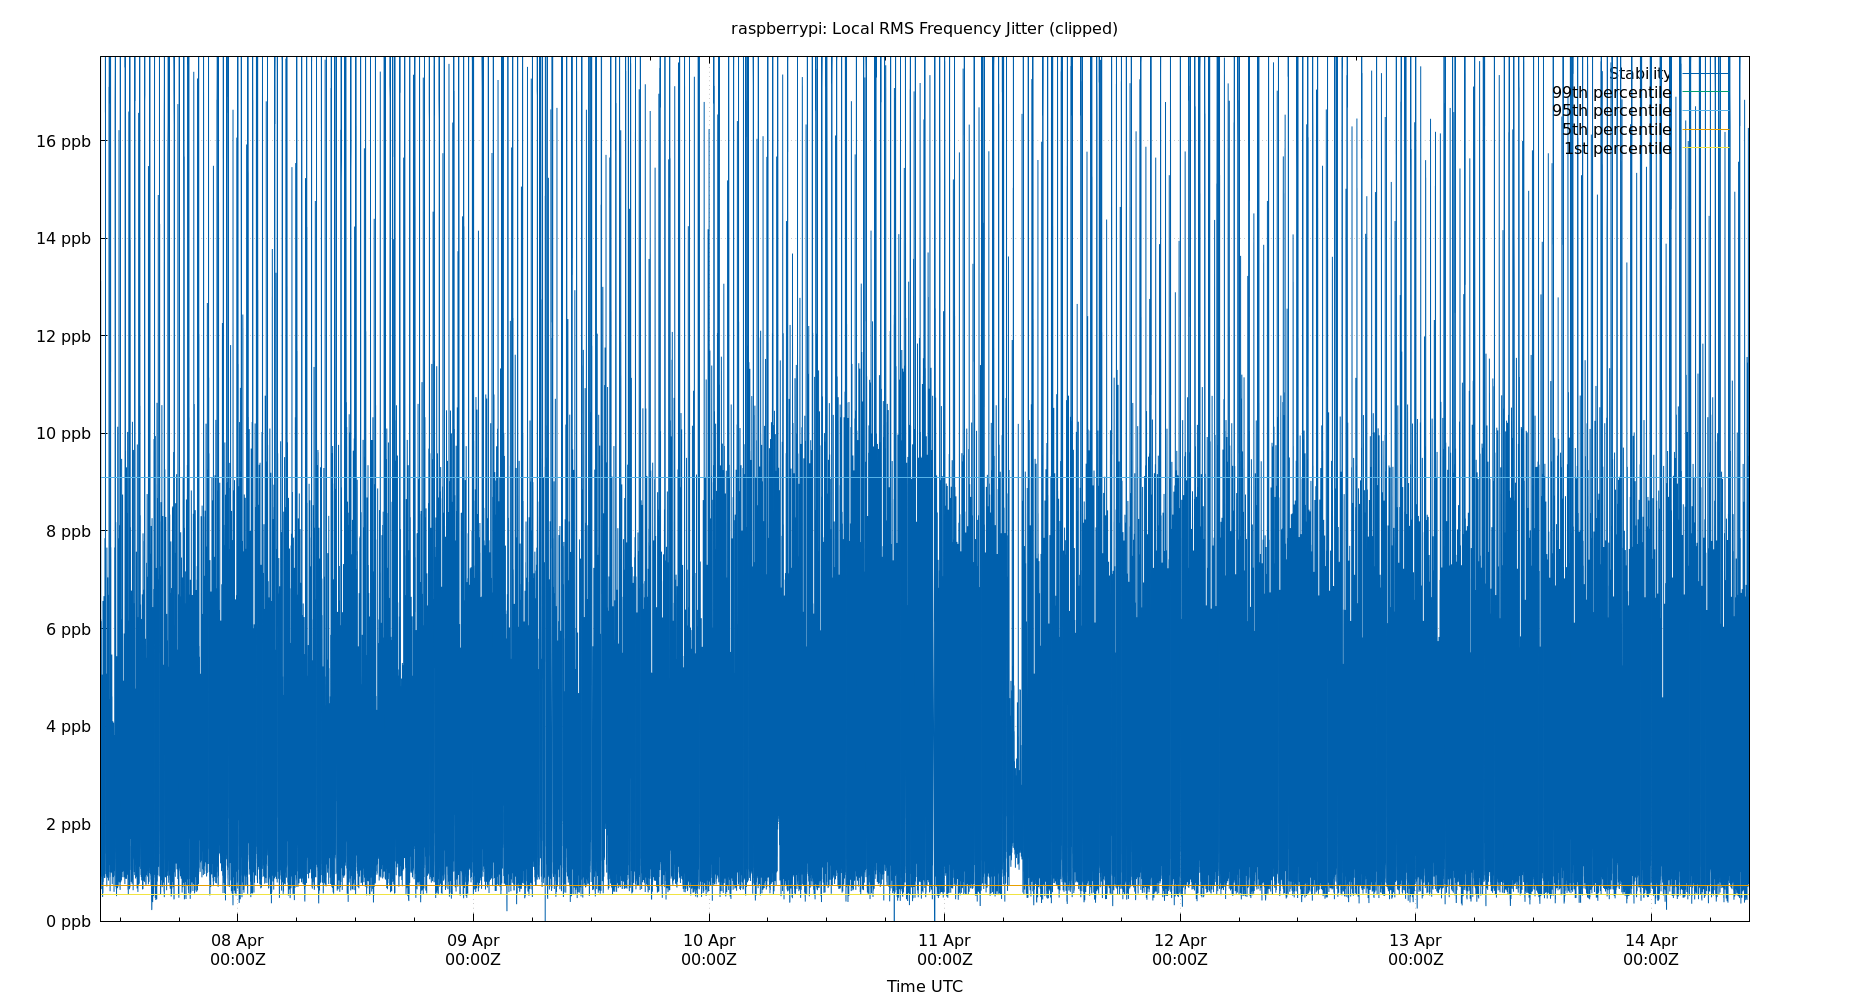 raspberrypi: Local RMS Frequency Jitter (clipped)
Stability
99th percentile
95th percentile
5th percentile
1st percentile
16 ppb
14 ppb
12 ppb
10 ppb
8 ppb
6 ppb
4 ppb
2 ppb
0 ppb
08 Apr 09 Apr 10 Apr 11 Apr 12 Apr 13 Apr 14 Apr
00:00Z 00:00Z 00:00Z 00:00Z 00:00Z 00:00Z 00:00Z
Time UTC